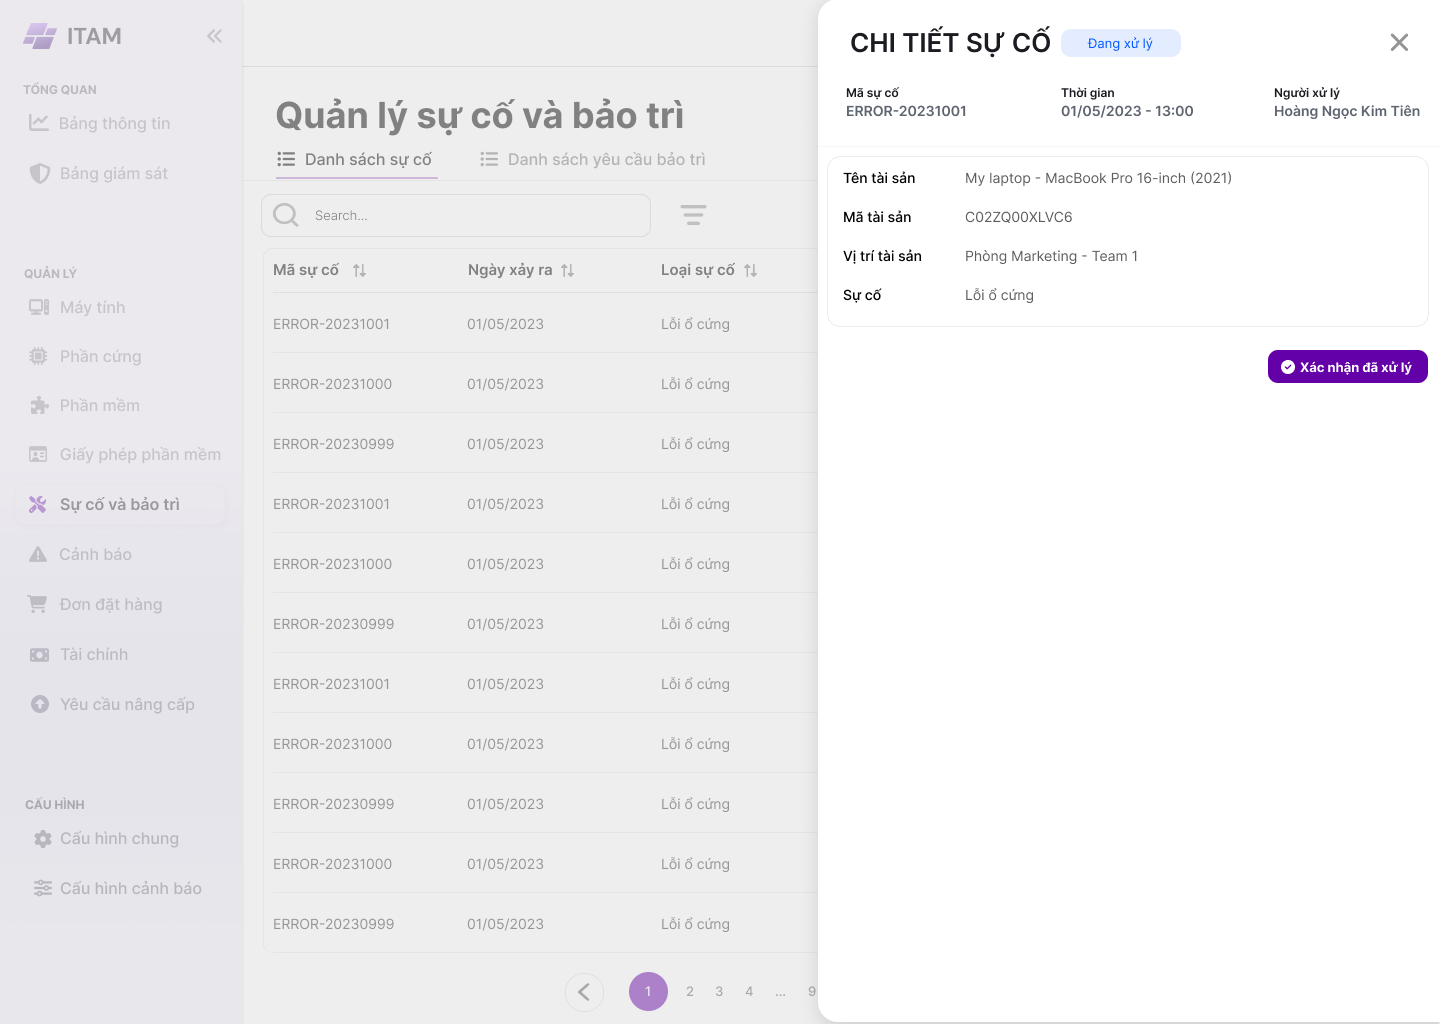 ITAM
TỔNG QUAN
Bảng thông tin
Bảng giám sát
QUẢN LÝ
Máy tính
Phần cứng
Phần mềm
Giấy phép phần mềm
Sự cố và bảo trì
Cảnh báo
Đơn đặt hàng
Tài chính
Yêu cầu nâng cấp
CẤU HÌNH
Cấu hình chung
Cấu hình cảnh báo
Quản lý sự cố và bảo trì
Danh sách sự cố Danh sách yêu cầu bảo trì
Search...
Mã sự cố Ngày xảy ra Loại sự cố
ERROR-20231001 01/05/2023 Lỗi ổ cứng
ERROR-20231000 01/05/2023 Lỗi ổ cứng
ERROR-20230999 01/05/2023 Lỗi ổ cứng
ERROR-20231001 01/05/2023 Lỗi ổ cứng
ERROR-20231000 01/05/2023 Lỗi ổ cứng
ERROR-20230999 01/05/2023 Lỗi ổ cứng
ERROR-20231001 01/05/2023 Lỗi ổ cứng
ERROR-20231000 01/05/2023 Lỗi ổ cứng
ERROR-20230999 01/05/2023 Lỗi ổ cứng
ERROR-20231000 01/05/2023 Lỗi ổ cứng
ERROR-20230999 01/05/2023 Lỗi ổ cứng
1 2 3 4 ... 9
CHI TIẾT SỰ CỐ Đang xử lý
Mã sự cố Thời gian Người xử lý
ERROR-20231001 01/05/2023 - 13:00 Hoàng Ngọc Kim Tiên
Tên tài sản My laptop - MacBook Pro 16-inch (2021)
Mã tài sản C02ZQ00XLVC6
Vị trí tài sản Phòng Marketing - Team 1
Sự cố Lỗi ổ cứng
Xác nhận đã xử lý